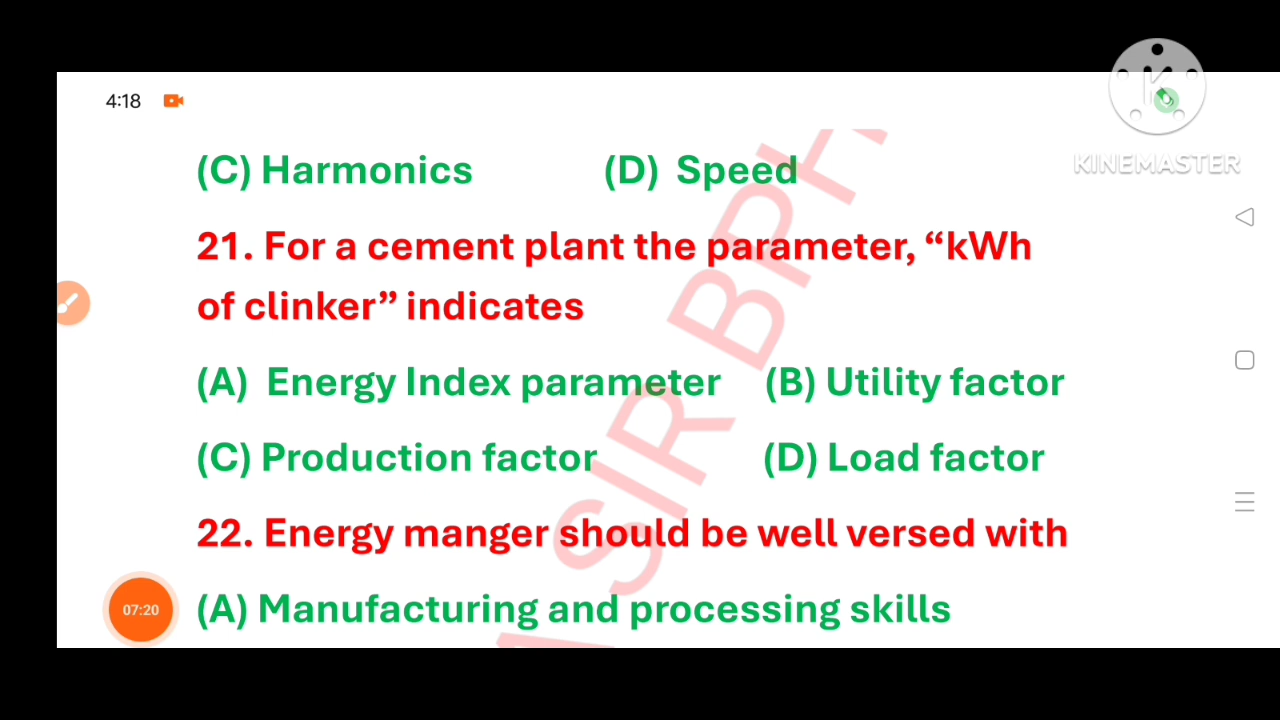 4:18
KINEMASTER
(C) Harmonics (D) Speed
21. For a cement plant the parameter, “kWh
of clinker” indicates
(A) Energy Index parameter (B) Utility factor
(C) Production factor (D) Load factor
22. Energy manger should be well versed with
07:20 (A) Manufacturing and processing skills
SIR BPH